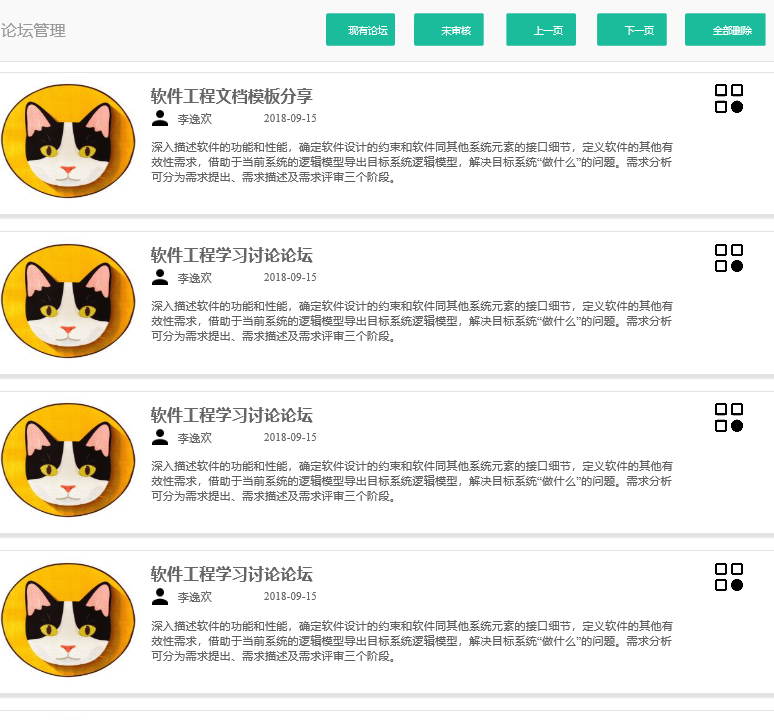 论坛管理 现有论坛 未审核 上一页 下一页 全部删除
软件工程文档模板分享
李逸欢 2018-09-15
深入描述软件的功能和性能，确定软件设计的约束和软件同其他系统元素的接口细节，定义软件的其他有
效性需求，借助于当前系统的逻辑模型导出目标系统逻辑模型，解决目标系统“做什么”的问题。需求分析
可分为需求提出、需求描述及需求评审三个阶段。
软件工程学习讨论论坛
李逸欢 2018-09-15
深入描述软件的功能和性能，确定软件设计的约束和软件同其他系统元素的接口细节，定义软件的其他有
效性需求，借助于当前系统的逻辑模型导出目标系统逻辑模型，解决目标系统“做什么”的问题。需求分析
可分为需求提出、需求描述及需求评审三个阶段。
软件工程学习讨论论坛
李逸欢 2018-09-15
深入描述软件的功能和性能，确定软件设计的约束和软件同其他系统元素的接口细节，定义软件的其他有
效性需求，借助于当前系统的逻辑模型导出目标系统逻辑模型，解决目标系统“做什么”的问题。需求分析
可分为需求提出、需求描述及需求评审三个阶段。
软件工程学习讨论论坛
李逸欢 2018-09-15
深入描述软件的功能和性能，确定软件设计的约束和软件同其他系统元素的接口细节，定义软件的其他有
效性需求，借助于当前系统的逻辑模型导出目标系统逻辑模型，解决目标系统“做什么”的问题。需求分析
可分为需求提出、需求描述及需求评审三个阶段。